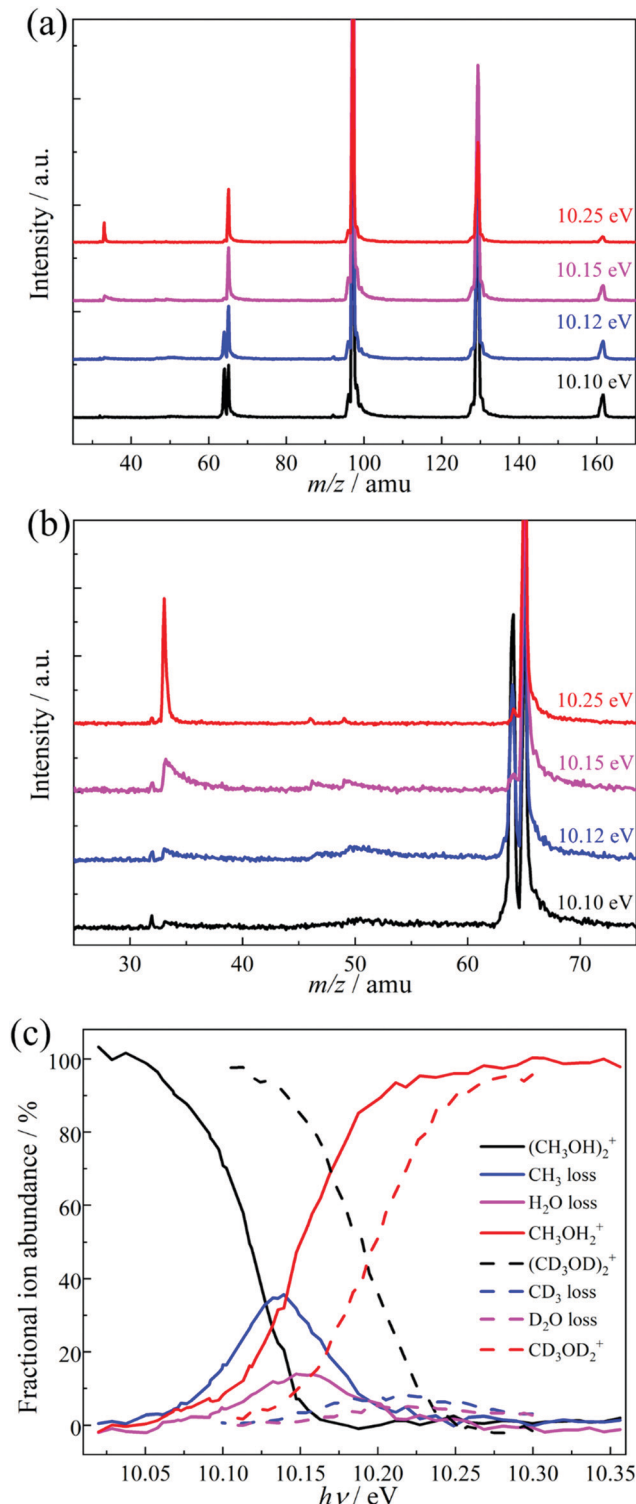 (a)
Intensity / a.u.
10.25 eV
10.15 eV
10.12 eV
10.10 eV
40 60 80 100 120 140 160
m/z / amu
(b)
Intensity / a.u.
10.25 eV
10.15 eV
10.12 eV
10.10 eV
30 40 50 60 70
m/z / amu
(c)
Fractional ion abundance / %
100
80
60
40
20
0
(CH₃OH)₂⁺
CH₃ loss
H₂O loss
CH₃OH₂⁺
(CD₃OD)₂⁺
CD₃ loss
D₂O loss
CD₃OD₂⁺
10.05 10.10 10.15 10.20 10.25 10.30 10.35
hν / eV